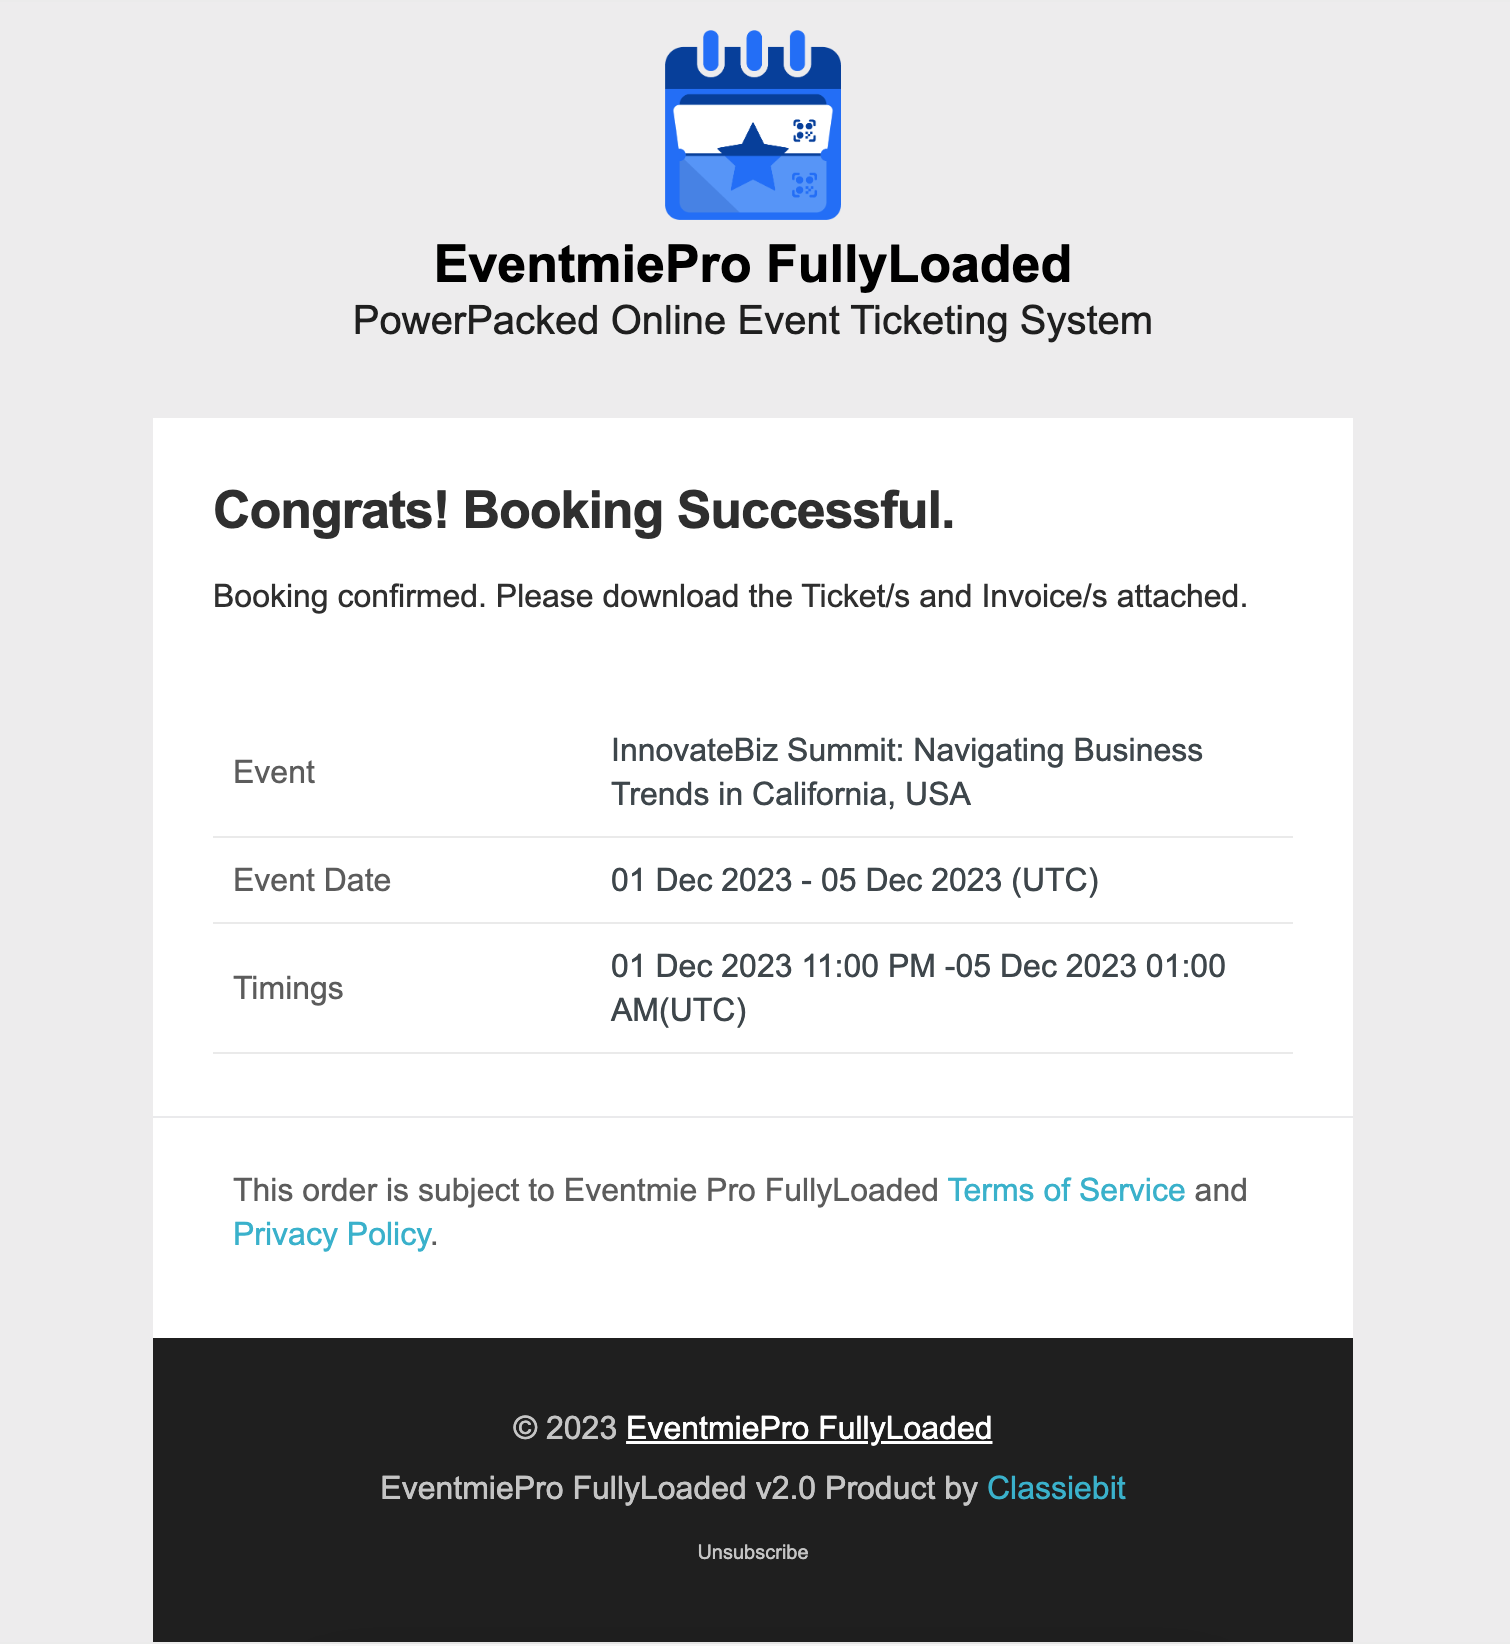 EventmiePro FullyLoaded
PowerPacked Online Event Ticketing System
Congrats! Booking Successful.
Booking confirmed. Please download the Ticket/s and Invoice/s attached.
Event
InnovateBiz Summit: Navigating Business
Trends in California, USA
Event Date
01 Dec 2023 - 05 Dec 2023 (UTC)
Timings
01 Dec 2023 11:00 PM -05 Dec 2023 01:00
AM(UTC)
This order is subject to Eventmie Pro FullyLoaded Terms of Service and
Privacy Policy.
© 2023 EventmiePro FullyLoaded
EventmiePro FullyLoaded v2.0 Product by Classiebit
Unsubscribe